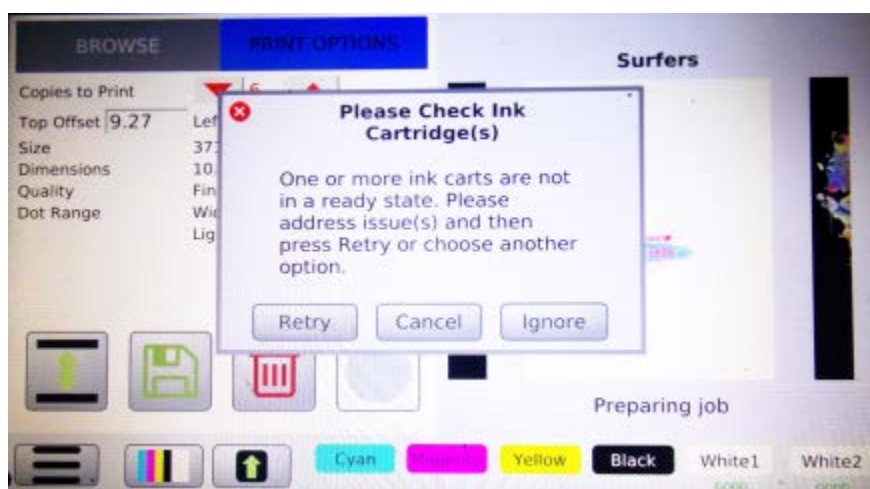 BROWSE
PRINT OPTIONS
Surfers
Copies to Print
Top Offset 9.27
Size
Dimensions
Quality
Dot Range
Please Check Ink
Cartridge(s)
One or more ink carts are not
in a ready state. Please
address issue(s) and then
press Retry or choose another
option.
Retry
Cancel
Ignore
Preparing job
Cyan
Magenta
Yellow
Black
White1
White2